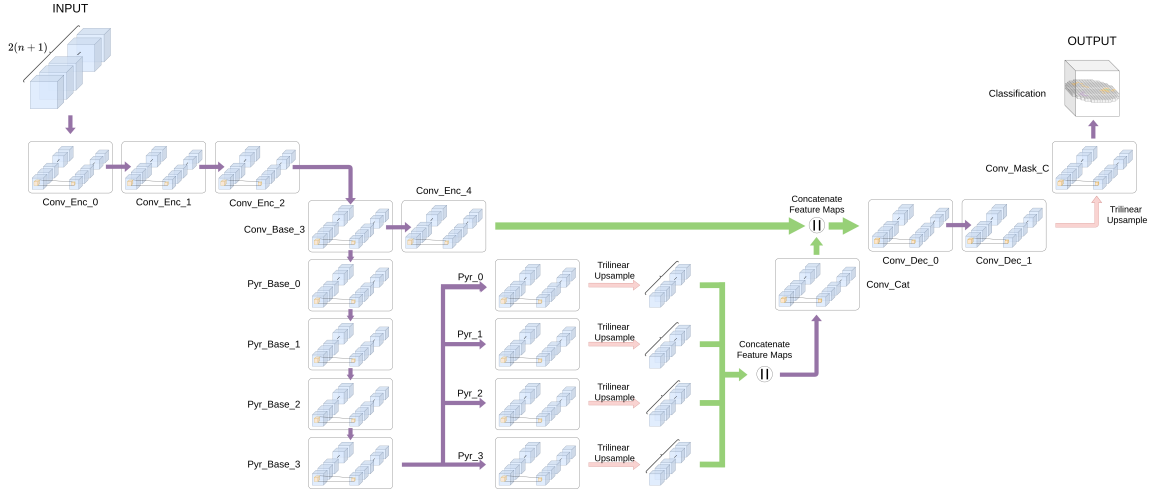 INPUT
2(n + 1)
OUTPUT
Classification
Conv_Mask_C
Conv_Enc_0
Conv_Enc_1
Conv_Enc_2
Conv_Enc_4
Conv_Base_3
Concatenate
Feature Maps
Trilinear
Upsample
Conv_Dec_0
Conv_Dec_1
Conv_Cat
Pyr_Base_0
Pyr_0
Trilinear
Upsample
Pyr_Base_1
Pyr_1
Trilinear
Upsample
Concatenate
Feature Maps
Pyr_Base_2
Pyr_2
Trilinear
Upsample
Pyr_Base_3
Pyr_3
Trilinear
Upsample